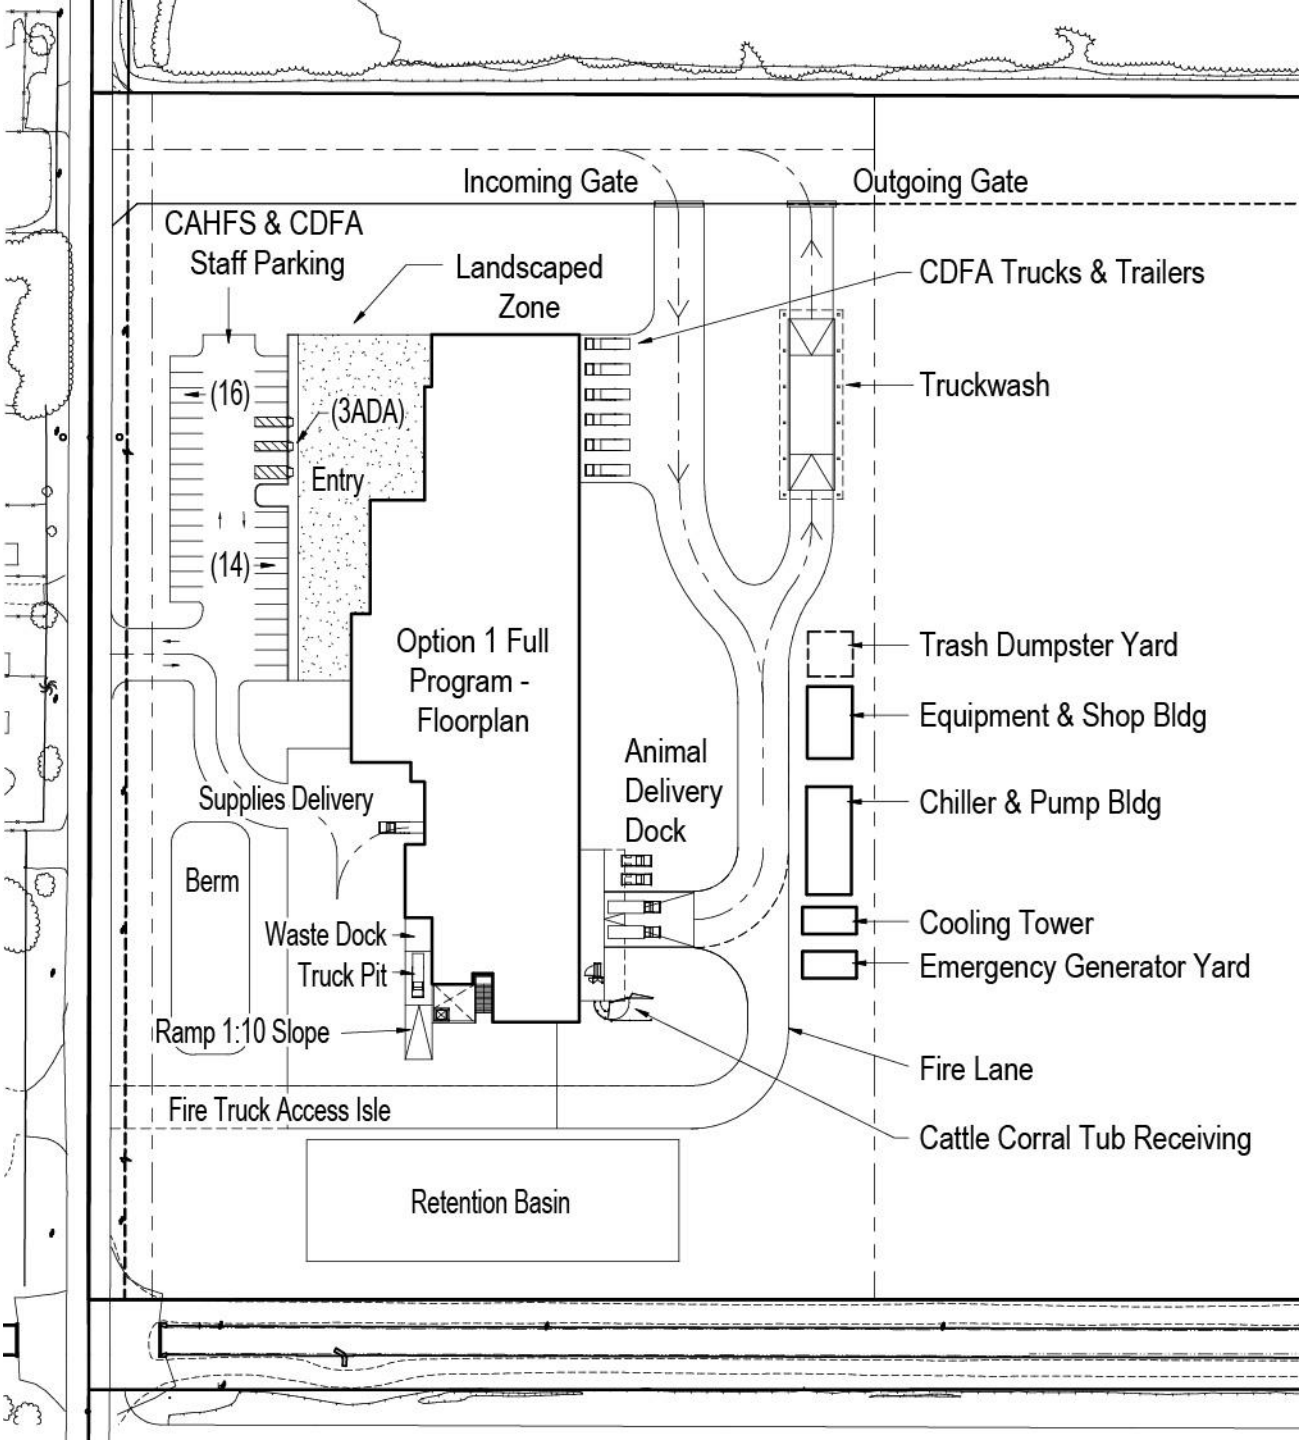 Incoming Gate
Outgoing Gate
CAHFS & CDFA
Staff Parking
Landscaped
Zone
CDFA Trucks & Trailers
Truckwash
(16)
(3ADA)
Entry
(14)
Option 1 Full
Program -
Floorplan
Trash Dumpster Yard
Equipment & Shop Bldg
Animal
Delivery
Dock
Supplies Delivery
Chiller & Pump Bldg
Berm
Waste Dock
Cooling Tower
Truck Pit
Emergency Generator Yard
Ramp 1:10 Slope
Fire Lane
Fire Truck Access Isle
Cattle Corral Tub Receiving
Retention Basin